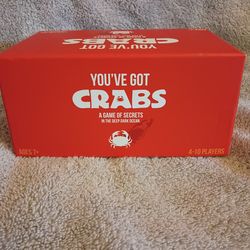 YOU'VE GOT
CRABS
YOU'VE GOT
CRABS
A GAME OF SECRETS
IN THE DEEP DARK OCEAN
AGES 7+
4-10 PLAYERS